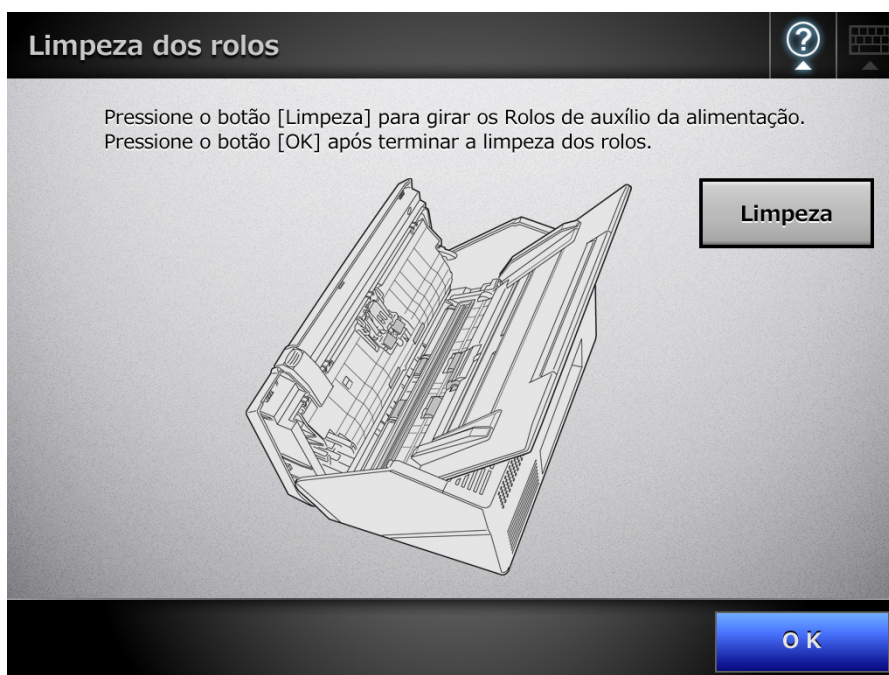 Limpeza dos rolos
?
Pressione o botão [Limpeza] para girar os Rolos de auxílio da alimentação.
Pressione o botão [OK] após terminar a limpeza dos rolos.
Limpeza
OK